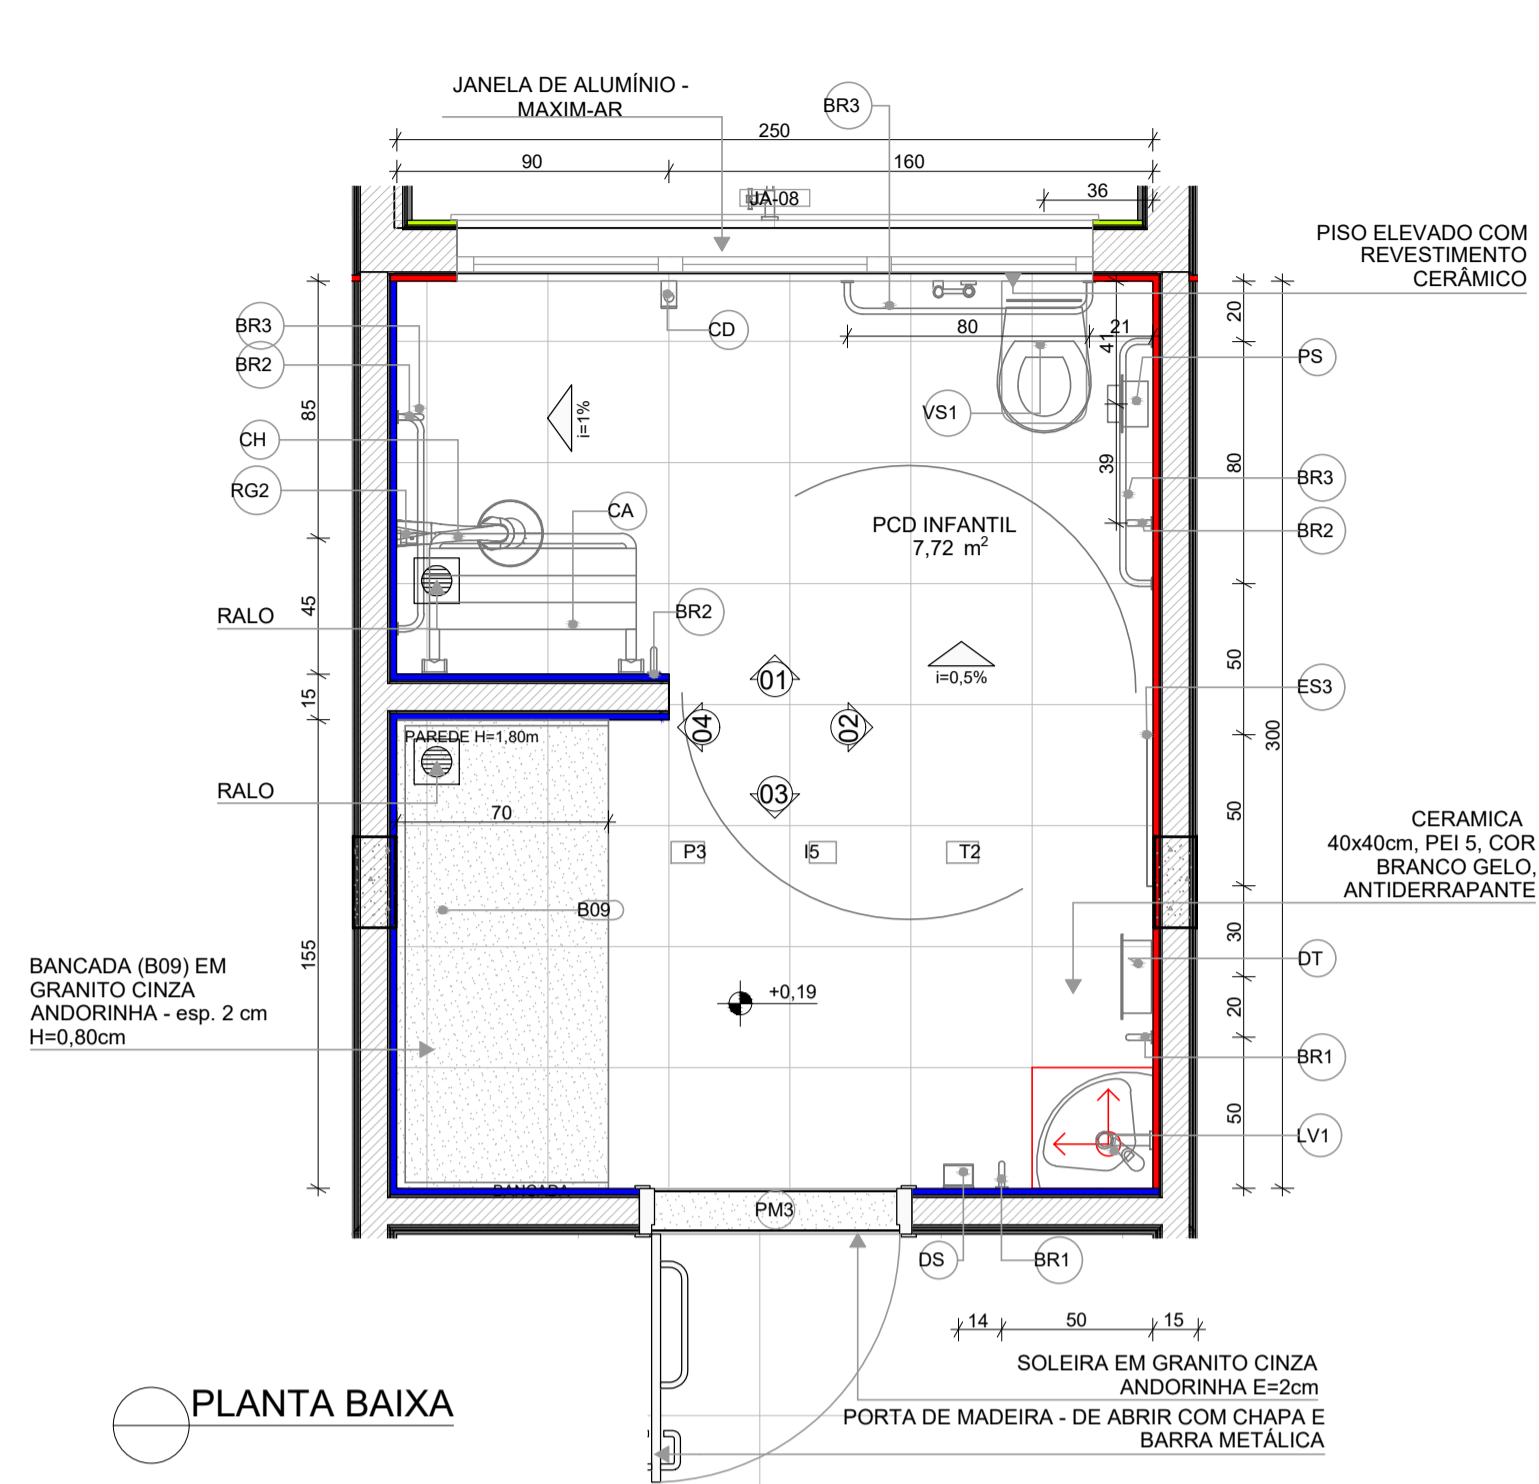 JANELA DE ALUMÍNIO -
MAXIM-AR
BR3
250
90
160
36
JA-08
PISO ELEVADO COM
REVESTIMENTO
CERÂMICO
BR3
BR2
CH
RG2
CD
80
21
41
20
PS
VS1
85
i=1%
39
80
BR3
BR2
CA
PCD INFANTIL
7,72 m²
RALO
45
BR2
15
01
i=0,5%
50
ES3
04
02
300
PAREDE H=1,80m
RALO
03
70
50
P3
I5
T2
CERAMICA
40x40cm, PEI 5, COR
BRANCO GELO,
ANTIDERRAPANTE
B09
155
30
DT
BANCADA (B09) EM
GRANITO CINZA
ANDORINHA - esp. 2 cm
H=0,80cm
+0,19
20
BR1
50
LV1
BANCADA
PM3
DS
BR1
14
50
15
SOLEIRA EM GRANITO CINZA
ANDORINHA E=2cm
PORTA DE MADEIRA - DE ABRIR COM CHAPA E
BARRA METÁLICA
PLANTA BAIXA